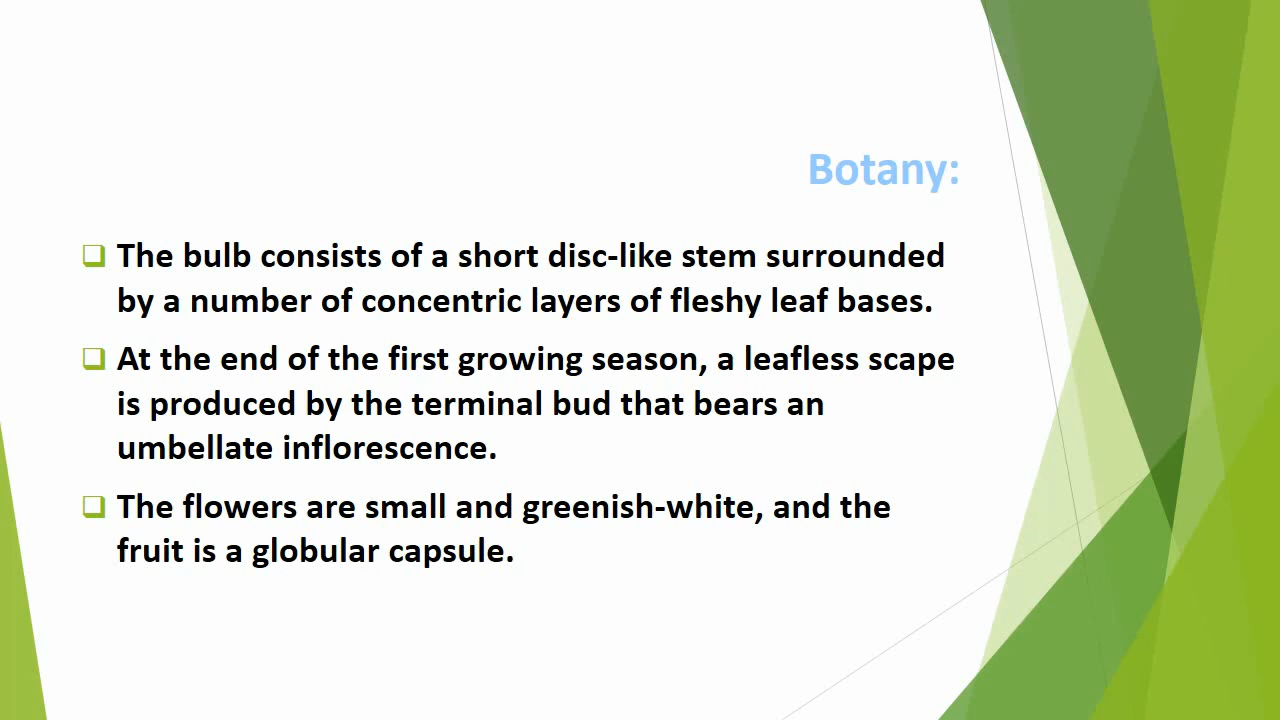 Botany:
The bulb consists of a short disc-like stem surrounded
by a number of concentric layers of fleshy leaf bases.
At the end of the first growing season, a leafless scape
is produced by the terminal bud that bears an
umbellate inflorescence.
The flowers are small and greenish-white, and the
fruit is a globular capsule.